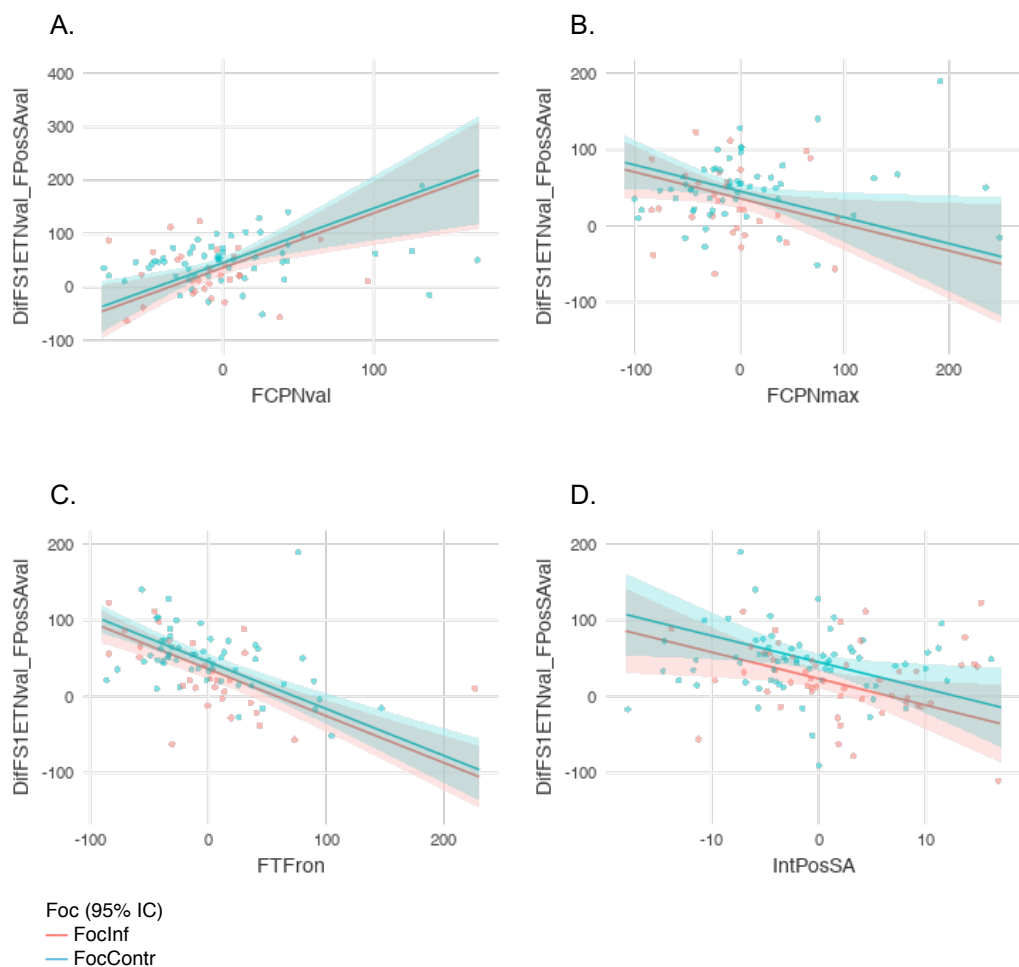 A.
DifFS1ETNval_FPosSAval
400
300
200
100
0
-100
0
100
FCPNval
B.
DifFS1ETNval_FPosSAval
200
100
0
-100
-100
0
100
200
FCPNmax
C.
DifFS1ETNval_FPosSAval
200
100
0
-100
-100
0
100
200
FTFron
D.
DifFS1ETNval_FPosSAval
200
100
0
-100
-10
0
10
IntPosSA
Foc (95% IC)
FocInf
FocContr